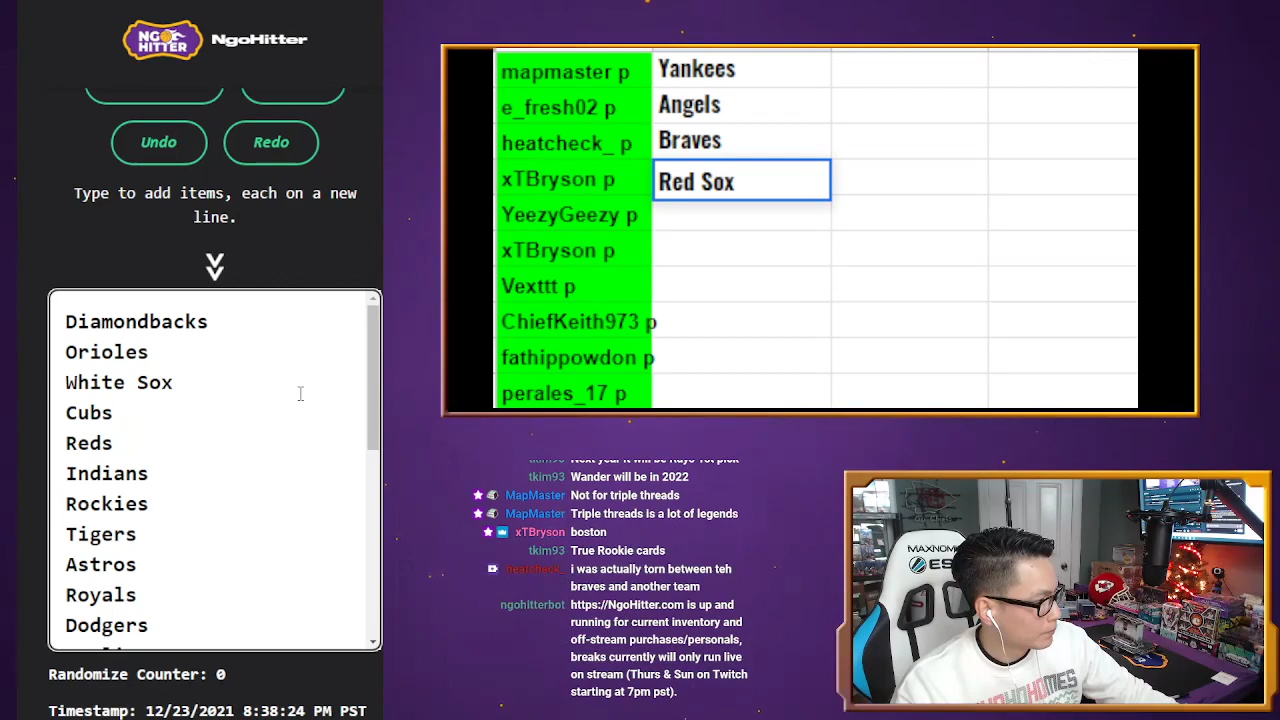 NGO
HITTER
NgoHitter
Undo
Redo
Type to add items, each on a new
line.
Diamondbacks
Orioles
White Sox
Cubs
Reds
Indians
Rockies
Tigers
Astros
Royals
Dodgers
Randomize Counter: 0
Timestamp: 12/23/2021 8:38:24 PM PST
mapmaster p Yankees
e_fresh02 p Angels
heatcheck_ p Braves
xTBryson p Red Sox
YeezyGeezy p
xTBryson p
Vexttt p
ChiefKeith973 p
fathippowdon p
perales_17 p
tkim93 Wander will be in 2022
MapMaster Not for triple threads
MapMaster Triple threads is a lot of legends
xTBryson boston
tkim93 True Rookie cards
heatcheck_ i was actually torn between teh
braves and another team
ngohitterbot https://NgoHitter.com is up and
running for current inventory and
off-stream purchases/personals,
breaks currently will only run live
on stream (Thurs & Sun on Twitch
starting at 7pm pst).
MAXNOMIC